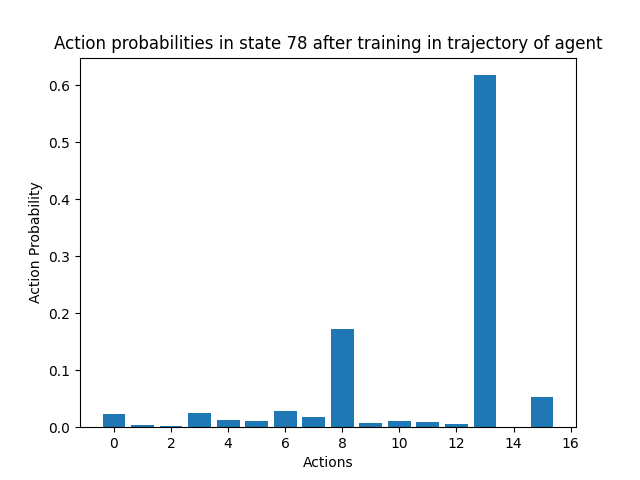 Action probabilities in state 78 after training in trajectory of agent
0.6
0.5
0.4
0.3
0.2
0.1
0.0
Action Probability
0 2 4 6 8 10 12 14 16
Actions